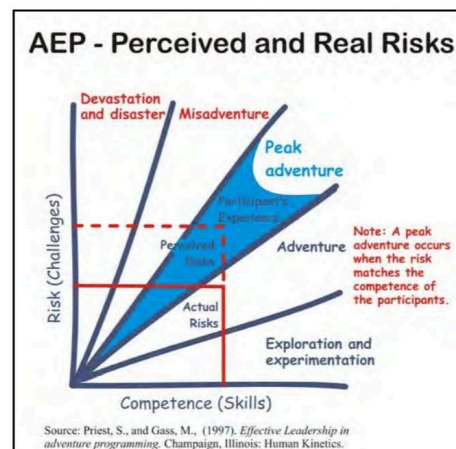 AEP - Perceived and Real Risks
Devastation
and disaster
Misadventure
Peak
adventure
Participant's
Experience
Perceived
Risks
Adventure
Note: A peak
adventure occurs
when the risk
matches the
competence of
the participants.
Actual
Risks
Exploration and
experimentation
Risk (Challenges)
Competence (Skills)
Source: Priest, S., and Gass, M., (1997). Effective Leadership in
adventure programming. Champaign, Illinois: Human Kinetics.